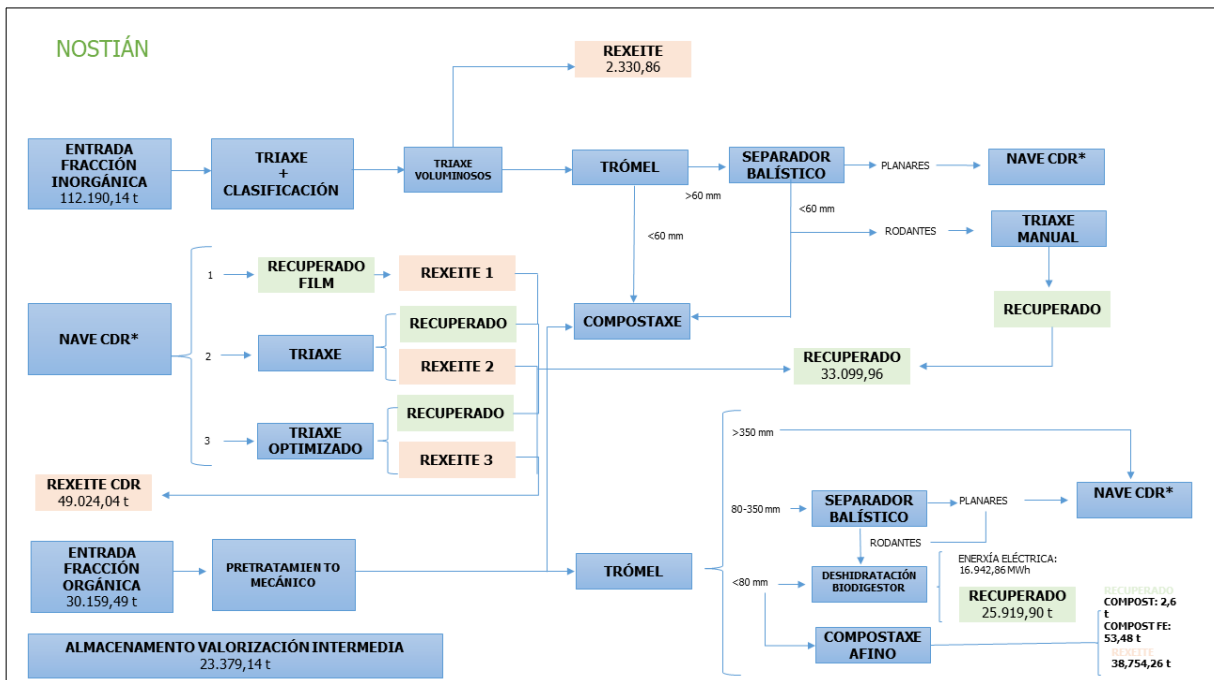 NOSTIÁN
REXEITE
2.330,86
ENTRADA
FRACCIÓN
INORGÁNICA
112.190,14 t
TRIAXE
+
CLASIFICACIÓN
TRIAXE
VOLUMINOSOS
TRÓMEL
>60 mm
<60 mm
SEPARADOR
BALÍSTICO
PLANARES
NAVE CDR*
<60 mm
RODANTES
TRIAXE
MANUAL
RECUPERADO
COMPOSTAXE
RECUPERADO
33.099,96
NAVE CDR*
1
RECUPERADO
FILM
REXEITE 1
2
TRIAXE
RECUPERADO
REXEITE 2
3
TRIAXE
OPTIMIZADO
RECUPERADO
REXEITE 3
REXEITE CDR
49.024,04 t
ENTRADA
FRACCIÓN
ORGÁNICA
30.159,49 t
PRETRATAMIENTO
MECÁNICO
TRÓMEL
>350 mm
80-350 mm
SEPARADOR
BALÍSTICO
PLANARES
NAVE CDR*
RODANTES
<80 mm
DESHIDRATACIÓN
BIODIGESTOR
ENERXÍA ELÉCTRICA:
16.942,86 MWh
RECUPERADO
25.919,90 t
COMPOSTAXE
AFINO
RECUPERADO
COMPOST: 2,6
t
COMPOST FE:
53,48 t
REXEITE
38,754,26 t
ALMACENAMENTO VALORIZACIÓN INTERMEDIA
23.379,14 t